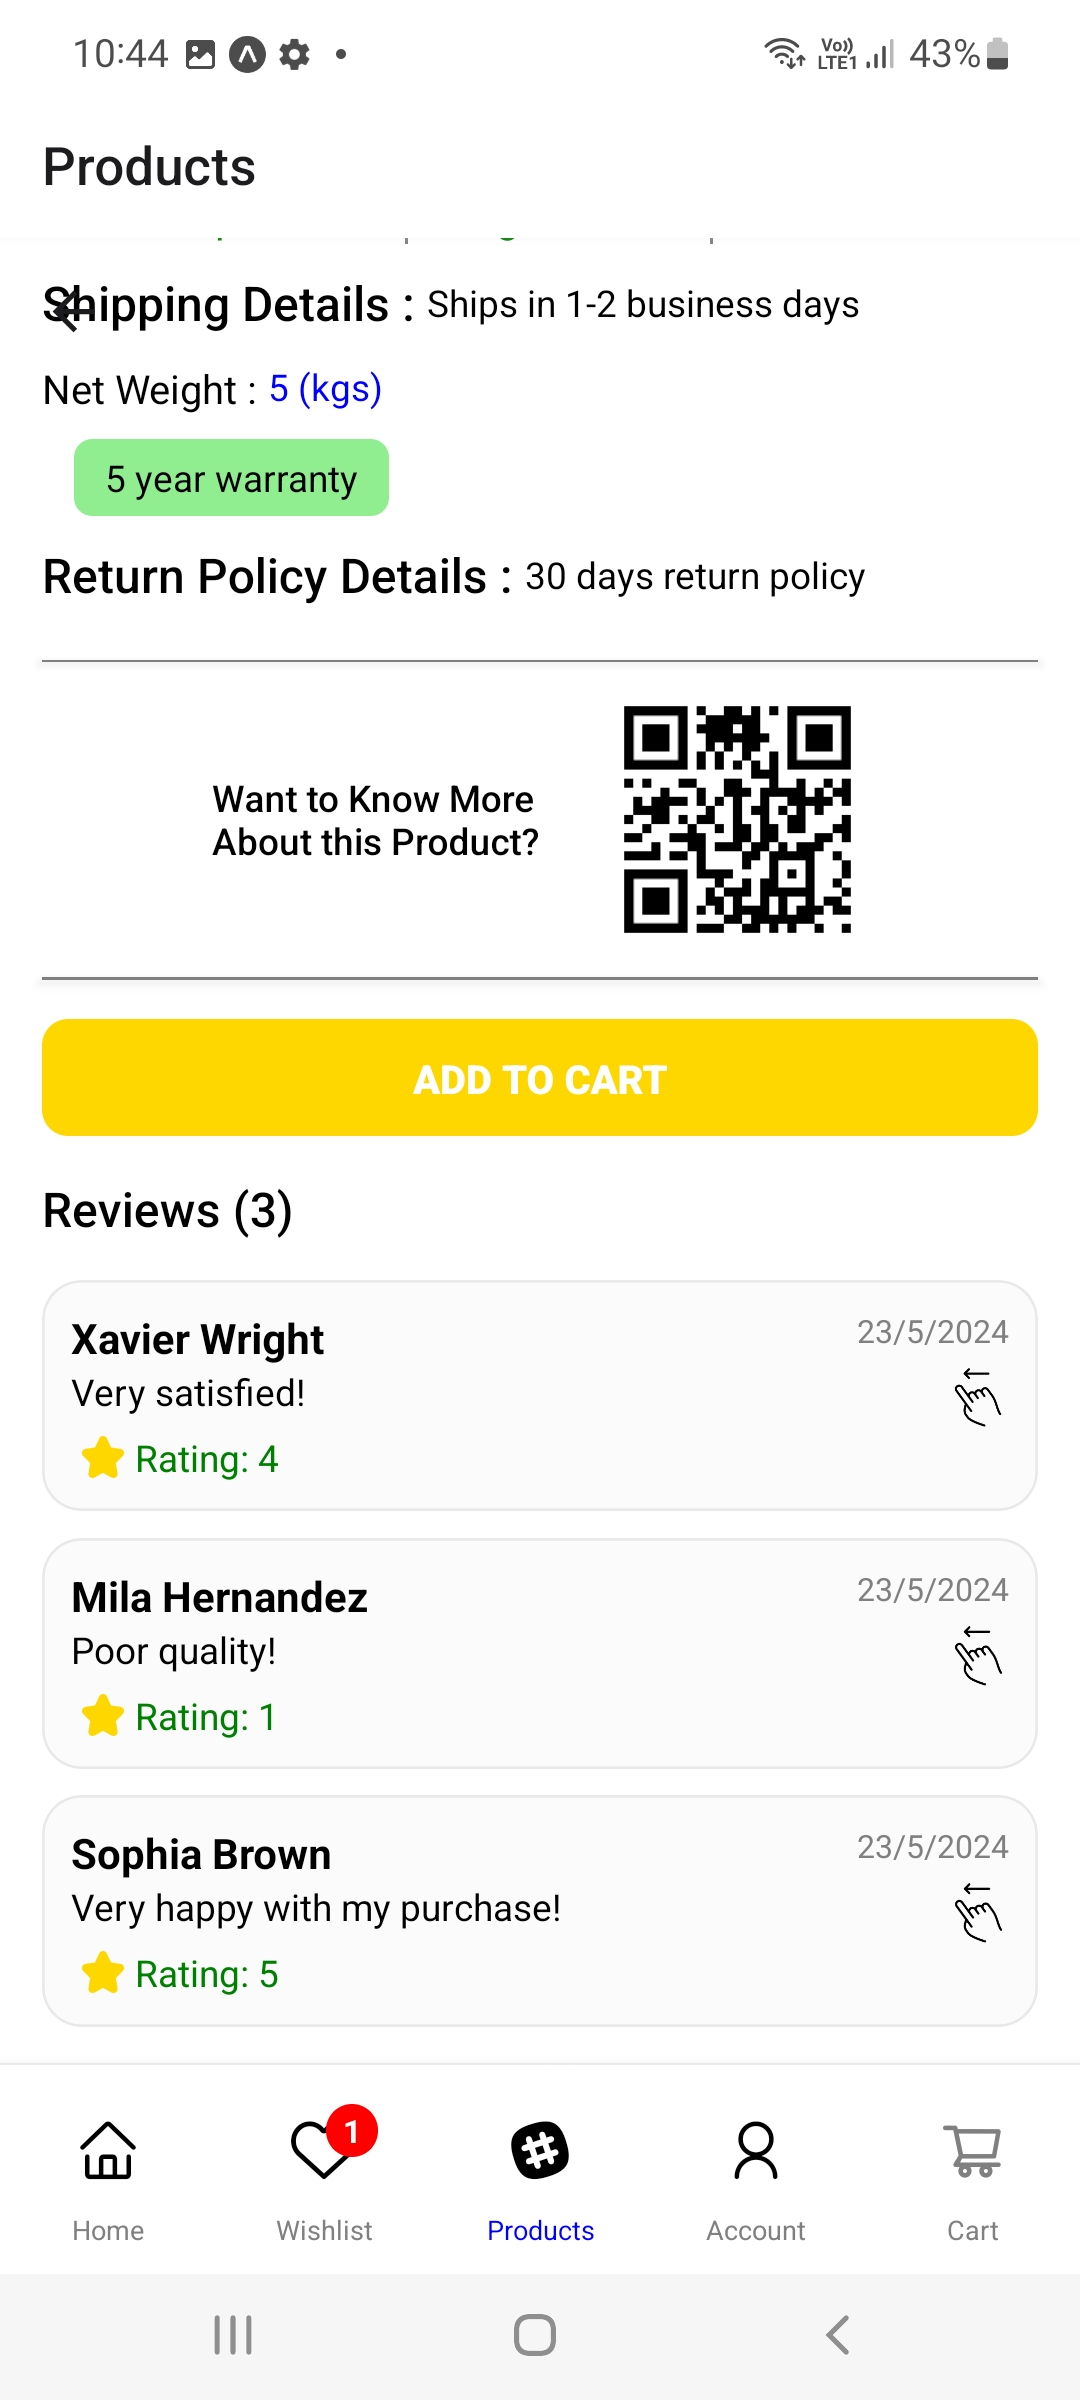 10:44
Vo))
LTE1
43%
Products
Shipping Details : Ships in 1-2 business days
Net Weight : 5 (kgs)
5 year warranty
Return Policy Details : 30 days return policy
Want to Know More
About this Product?
ADD TO CART
Reviews (3)
Xavier Wright
23/5/2024
Very satisfied!
Rating: 4
Mila Hernandez
23/5/2024
Poor quality!
Rating: 1
Sophia Brown
23/5/2024
Very happy with my purchase!
Rating: 5
1
Home
Wishlist
Products
Account
Cart